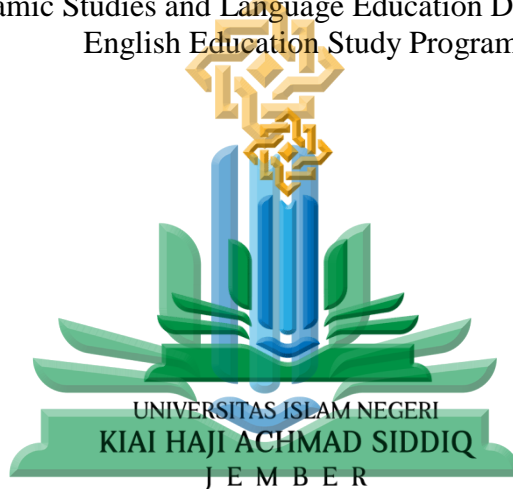 Studies and Language Education
English Education Study Program
UNIVERSITAS ISLAM NEGERI
KIAI HAJI ACHMAD SIDDIQ
J E M B E R